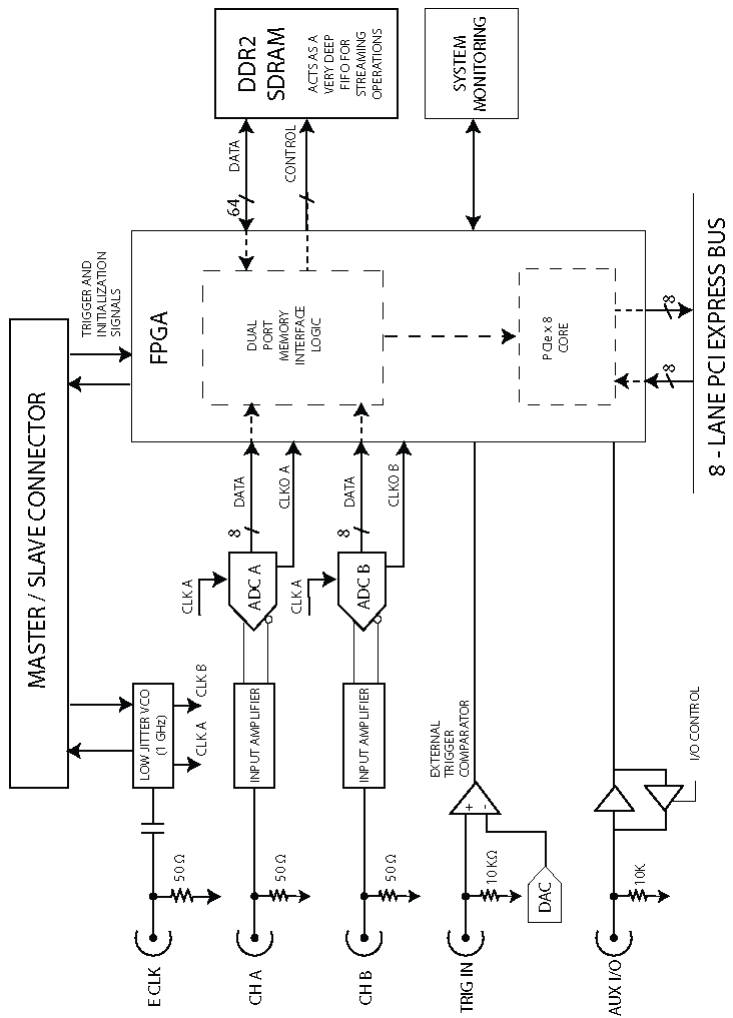 MASTER / SLAVE CONNECTOR
TRIGGER AND
INITIALIZATION
SIGNALS
E CLK
50 Ω
LOW JITTER VCO
(1 GHz)
CLK A
CLK B
CH A
50 Ω
INPUT AMPLIFIER
CLK A
ADC A
8
DATA
CLKO A
CH B
50 Ω
INPUT AMPLIFIER
CLK A
ADC B
8
DATA
CLKO B
TRIG IN
10 KΩ
DAC
+
-
EXTERNAL
TRIGGER
COMPARATOR
AUX I/O
10K
I/O CONTROL
FPGA
DUAL
PORT
MEMORY
INTERFACE
LOGIC
PCIe x 8
CORE
64
DATA
CONTROL
DDR2
SDRAM
ACTS AS A
VERY DEEP
FIFO FOR
STREAMING
OPERATIONS
SYSTEM
MONITORING
8
8
8 - LANE PCI EXPRESS BUS